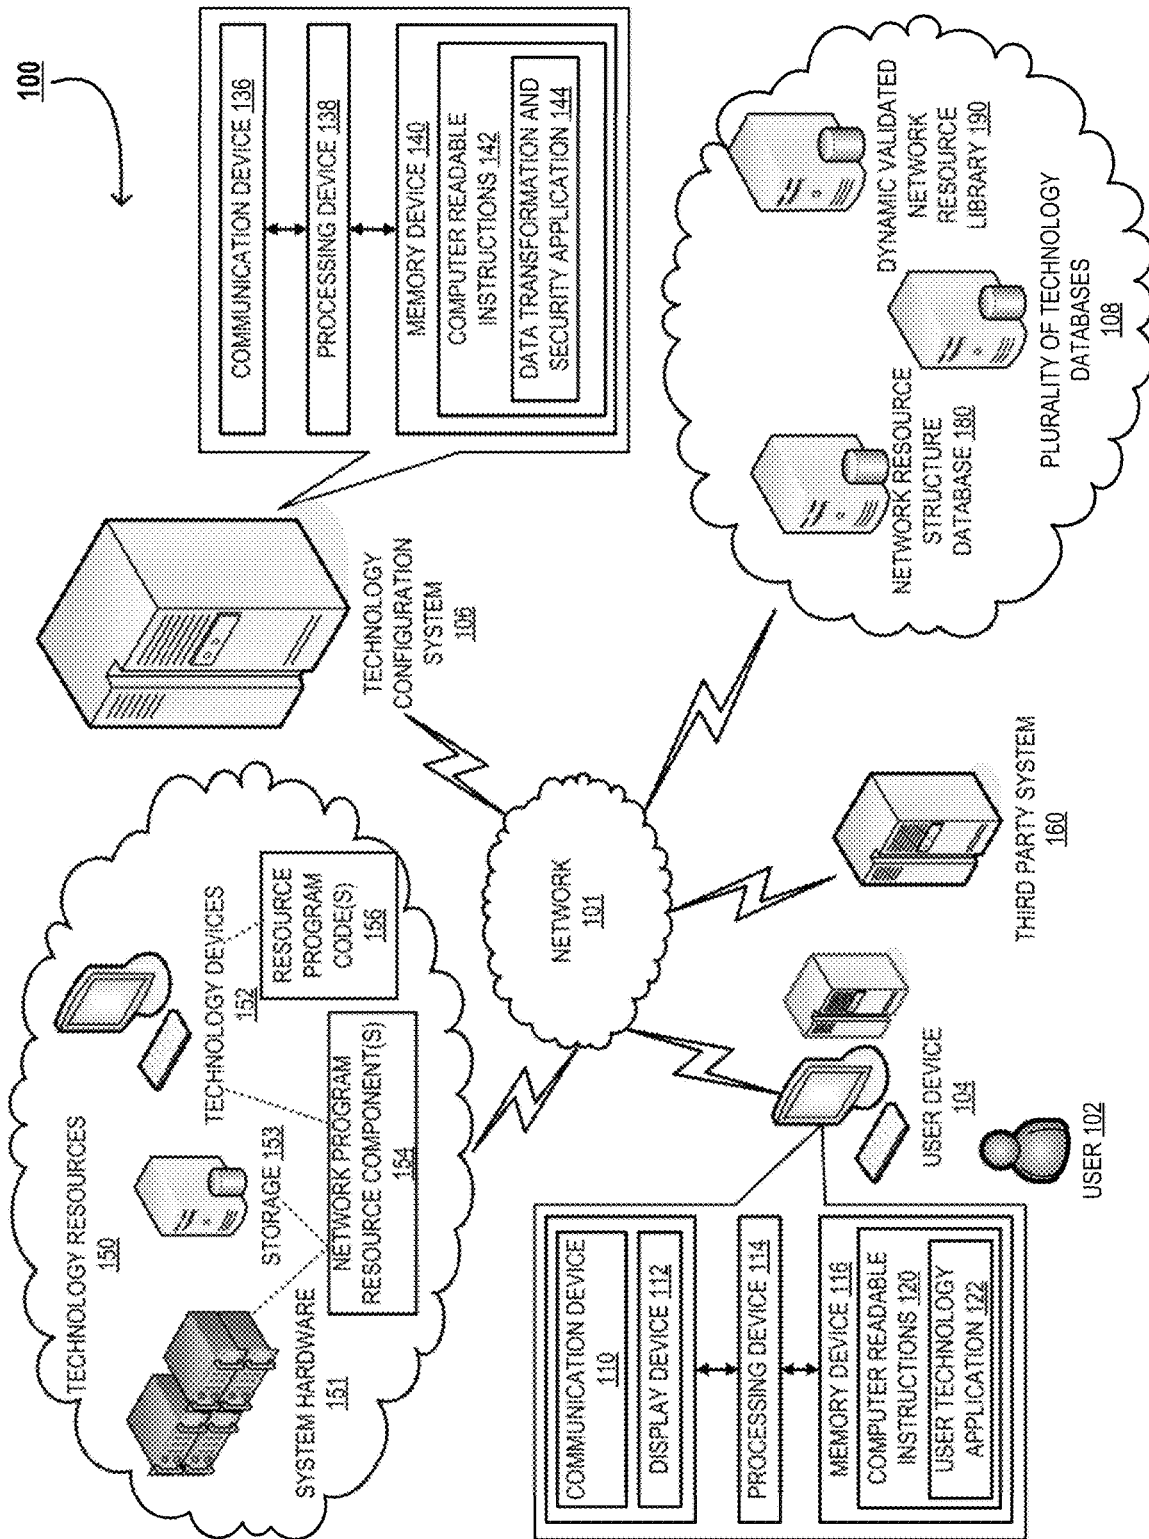 100
TECHNOLOGY RESOURCES
150
SYSTEM HARDWARE
151
STORAGE 153
TECHNOLOGY DEVICES
152
NETWORK PROGRAM
RESOURCE COMPONENT(S)
154
RESOURCE
PROGRAM
CODE(S)
156
TECHNOLOGY
CONFIGURATION
SYSTEM
106
COMMUNICATION DEVICE 136
PROCESSING DEVICE 138
MEMORY DEVICE 140
COMPUTER READABLE
INSTRUCTIONS 142
DATA TRANSFORMATION AND
SECURITY APPLICATION 144
NETWORK
101
COMMUNICATION DEVICE
110
DISPLAY DEVICE 112
PROCESSING DEVICE 114
MEMORY DEVICE 116
COMPUTER READABLE
INSTRUCTIONS 120
USER TECHNOLOGY
APPLICATION 122
USER DEVICE
104
USER 102
THIRD PARTY SYSTEM
160
NETWORK RESOURCE
STRUCTURE
DATABASE 180
DYNAMIC VALIDATED
NETWORK
RESOURCE
LIBRARY 190
PLURALITY OF TECHNOLOGY
DATABASES
108